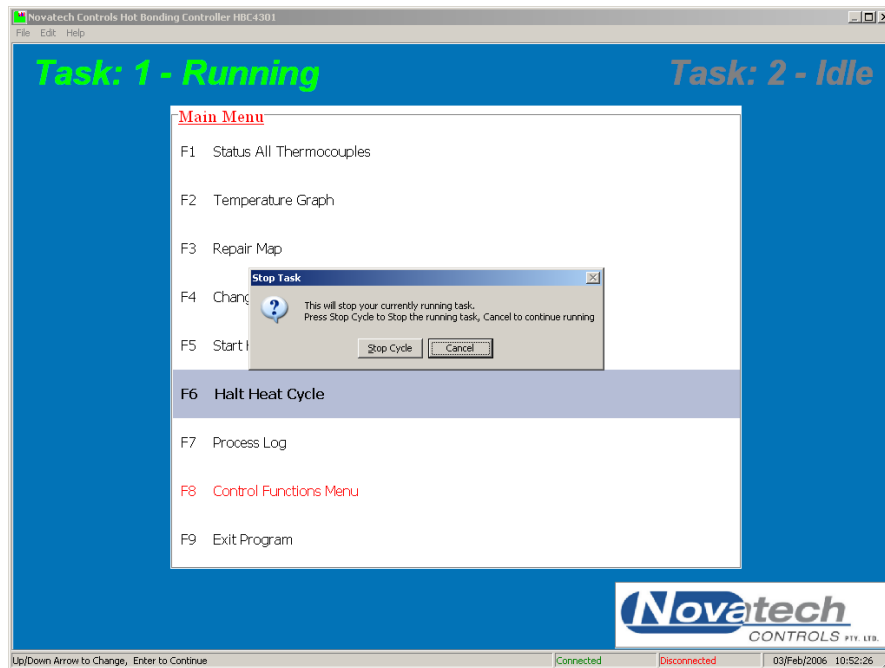 Novatech Controls Hot Bonding Controller HBC4301
File Edit Help
Task: 1 - Running
Task: 2 - Idle
Main Menu
F1 Status All Thermocouples
F2 Temperature Graph
F3 Repair Map
Stop Task
F4 Chang
This will stop your currently running task.
Press Stop Cycle to Stop the running task, Cancel to continue running
F5 Start
Stop Cycle Cancel
F6 Halt Heat Cycle
F7 Process Log
F8 Control Functions Menu
F9 Exit Program
Novatech
CONTROLS PTY. LTD.
Up/Down Arrow to Change, Enter to Continue
Connected
Disconnected
03/Feb/2006 10:52:26